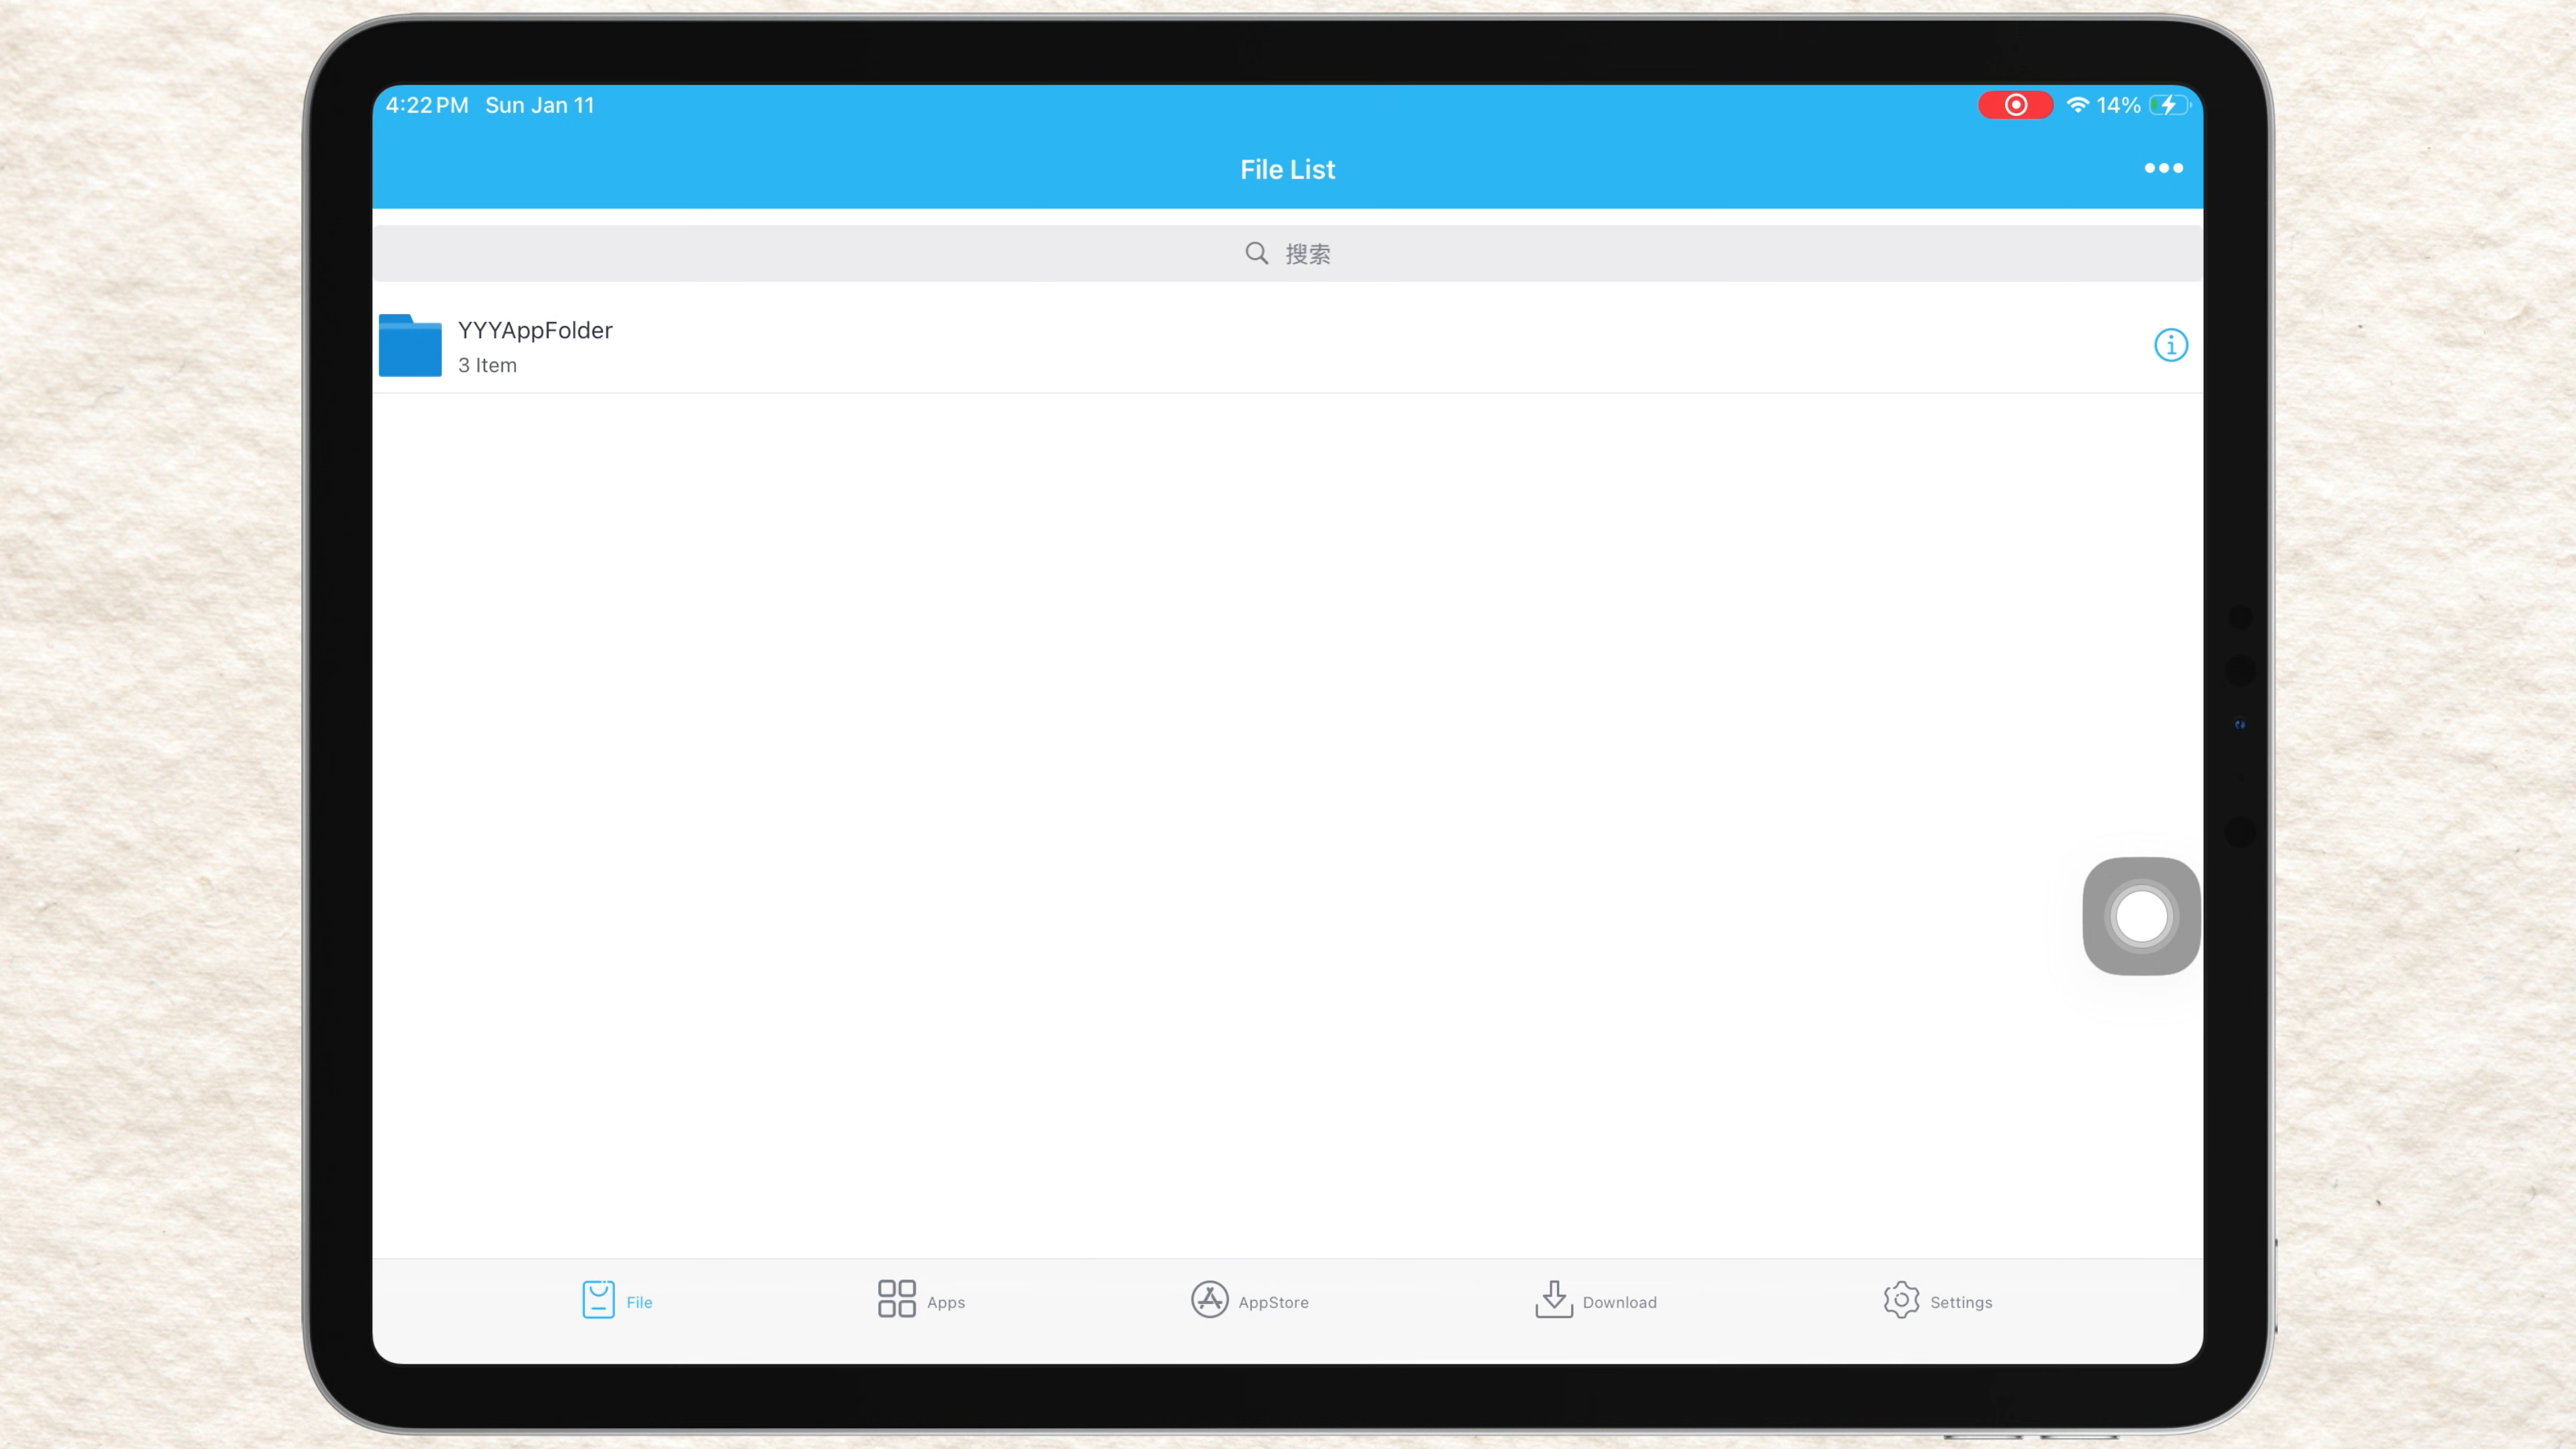 4:22 PM Sun Jan 11 14%
File List
搜索
YYYAppFolder
3 Item
File Apps AppStore Download Settings